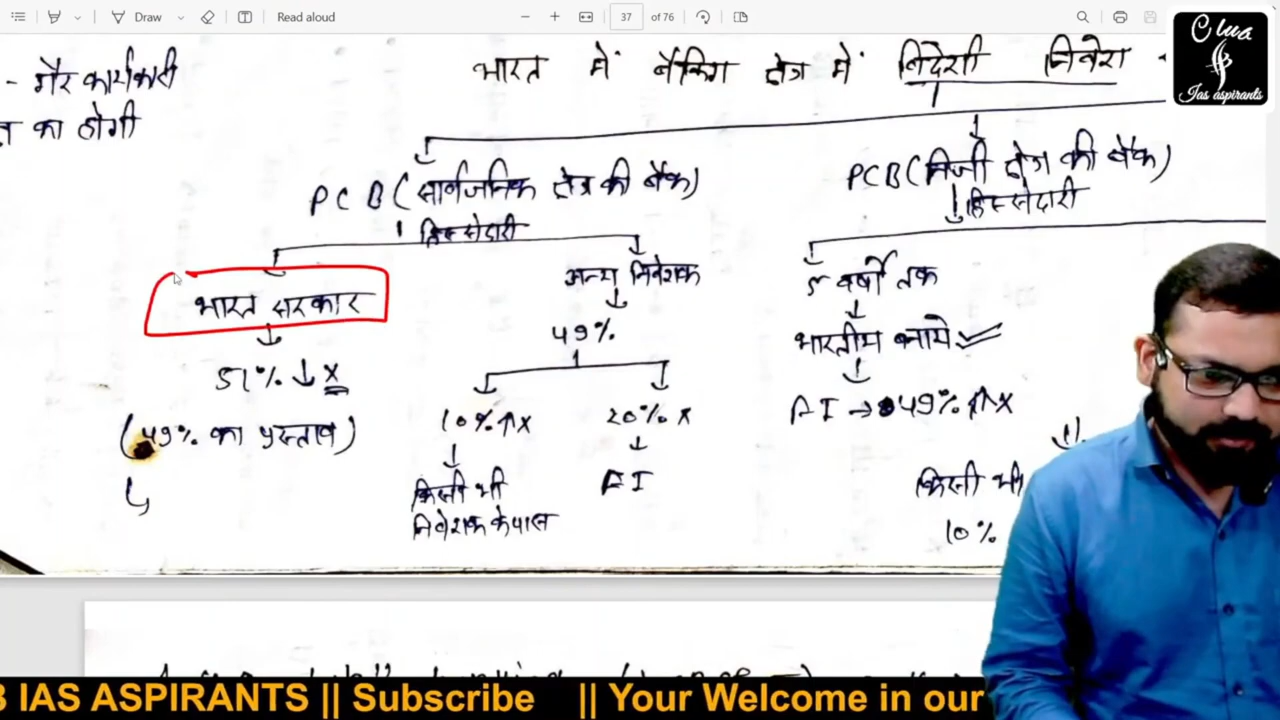 Draw
Read aloud
37 of 76
Clua
Ias aspirants
- गैर कार्यकारी
का होगी
भारत में बैंकिंग क्षेत्र में विदेशी निवेश -
PCB (सार्वजनिक क्षेत्र की बैंक)
हिस्सेदारी
PCB (निजी क्षेत्र की बैंक)
हिस्सेदारी
भारत सरकार
51% ↓ x
(49% का प्रस्ताव)
अन्य निवेशक
49%
10% ↑ x
किसी भी
निवेशक के पास
20% x
FI
5 वर्षो तक
भारतीय बनाये
FI → 49% ↑ x
किसी भी
10%
B IAS ASPIRANTS || Subscribe || Your Welcome in our